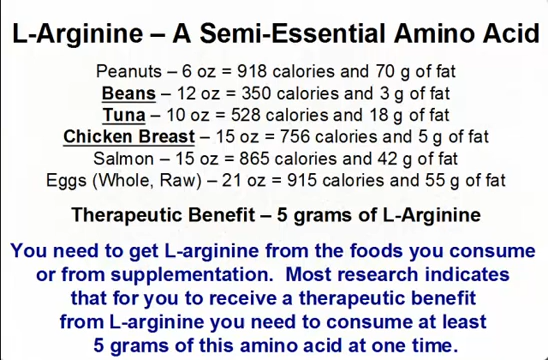 L-Arginine – A Semi-Essential Amino Acid
Peanuts – 6 oz = 918 calories and 70 g of fat
Beans – 12 oz = 350 calories and 3 g of fat
Tuna – 10 oz = 528 calories and 18 g of fat
Chicken Breast – 15 oz = 756 calories and 5 g of fat
Salmon – 15 oz = 865 calories and 42 g of fat
Eggs (Whole, Raw) – 21 oz = 915 calories and 55 g of fat
Therapeutic Benefit – 5 grams of L-Arginine
You need to get L-arginine from the foods you consume
or from supplementation.  Most research indicates
that for you to receive a therapeutic benefit
from L-arginine you need to consume at least
5 grams of this amino acid at one time.